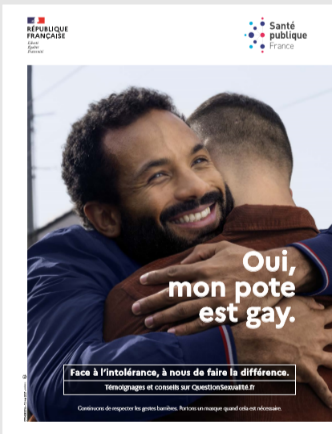 RÉPUBLIQUE
FRANÇAISE
Liberté
Égalité
Fraternité
Santé
publique
France
Oui,
mon pote
est gay.
Face à l'intolérance, à nous de faire la différence.
Témoignages et conseils sur QuestionSexualité.fr
Continuons de respecter les gestes barrières. Portons un masque quand cela est nécessaire.